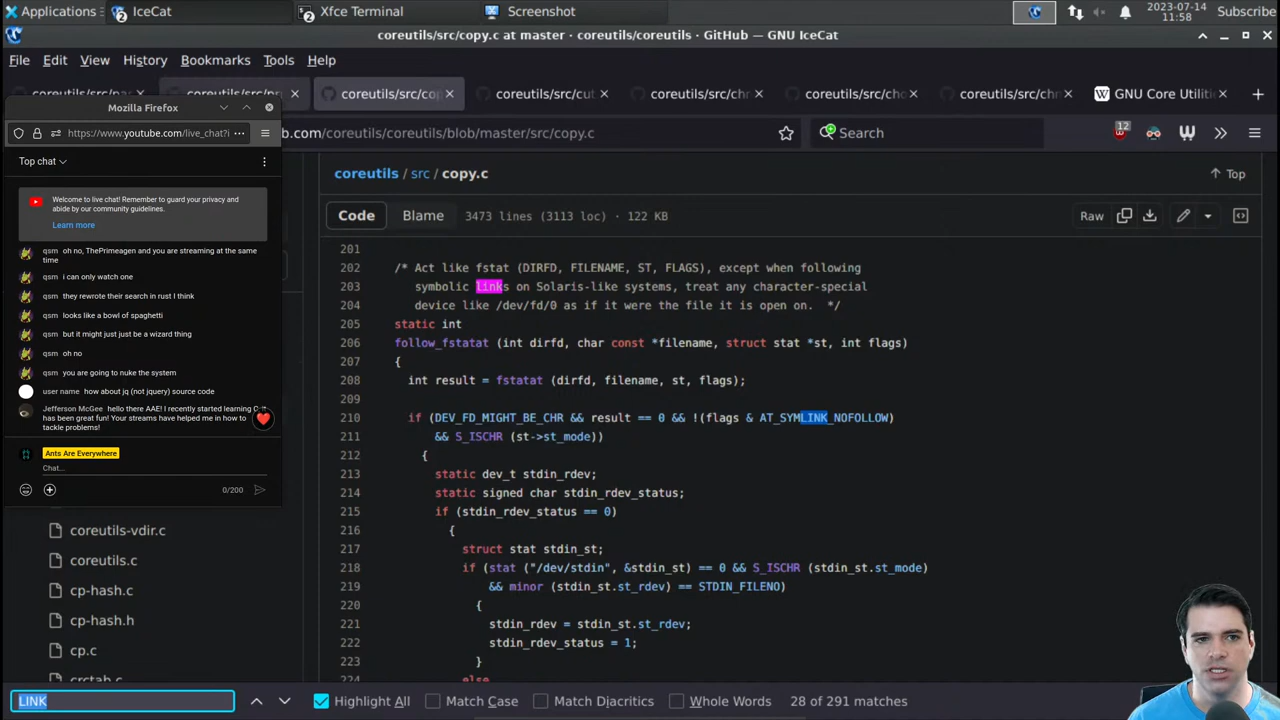 Applications
2 IceCat
2 Xfce Terminal
Screenshot
2023-07-14
11:58
Subscribe
coreutils/src/copy.c at master · coreutils/coreutils · GitHub — GNU IceCat
File Edit View History Bookmarks Tools Help
coreutils/src/cop
coreutils/src/cut
coreutils/src/chr
coreutils/src/cho
coreutils/src/chm
W GNU Core Utiliti
Mozilla Firefox
https://www.youtube.com/live_chat?i
b.com/coreutils/coreutils/blob/master/src/copy.c
Search
12
Top chat
Welcome to live chat! Remember to guard your privacy and
abide by our community guidelines.
Learn more
qsm oh no, ThePrimeagen and you are streaming at the same
time
qsm i can only watch one
qsm they rewrote their search in rust I think
qsm looks like a bowl of spaghetti
qsm but it might just just be a wizard thing
qsm oh no
qsm you are going to nuke the system
user name how about jq (not jquery) source code
Jefferson McGee hello there AAE! I recently started learning C, it
has been great fun! Your streams have helped me in how to
tackle problems!
Ants Are Everywhere
Chat...
0/200
coreutils-vdir.c
coreutils.c
cp-hash.c
cp-hash.h
cp.c
coreutils / src / copy.c
Top
Code Blame 3473 lines (3113 loc) · 122 KB
Raw
201
202 /* Act like fstat (DIRFD, FILENAME, ST, FLAGS), except when following
203 symbolic links on Solaris-like systems, treat any character-special
204 device like /dev/fd/0 as if it were the file it is open on. */
205 static int
206 follow_fstatat (int dirfd, char const *filename, struct stat *st, int flags)
207 {
208 int result = fstatat (dirfd, filename, st, flags);
209
210 if (DEV_FD_MIGHT_BE_CHR && result == 0 && !(flags & AT_SYMLINK_NOFOLLOW)
211 && S_ISCHR (st->st_mode))
212 {
213 static dev_t stdin_rdev;
214 static signed char stdin_rdev_status;
215 if (stdin_rdev_status == 0)
216 {
217 struct stat stdin_st;
218 if (stat ("/dev/stdin", &stdin_st) == 0 && S_ISCHR (stdin_st.st_mode)
219 && minor (stdin_st.st_rdev) == STDIN_FILENO)
220 {
221 stdin_rdev = stdin_st.st_rdev;
222 stdin_rdev_status = 1;
223 }
else
LINK
Highlight All Match Case Match Diacritics Whole Words 28 of 291 matches